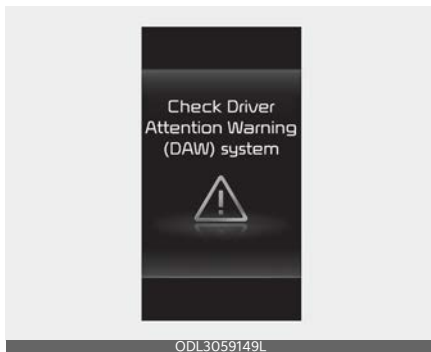 Check Driver
Attention Warning
(DAW) system
ODL3059149L